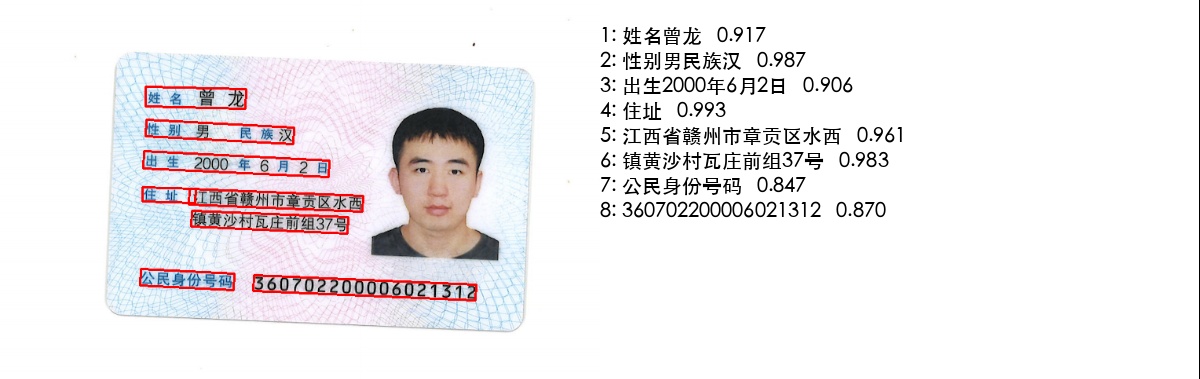 姓名 曾龙
性别 男 民族 汉
出生 2000 年 6 月 2 日
住址 江西省赣州市章贡区水西
镇黄沙村瓦庄前组37号
公民身份号码 360702200006021312
1: 姓名曾龙 0.917
2: 性别男民族汉 0.987
3: 出生2000年6月2日 0.906
4: 住址 0.993
5: 江西省赣州市章贡区水西 0.961
6: 镇黄沙村瓦庄前组37号 0.983
7: 公民身份号码 0.847
8: 360702200006021312 0.870